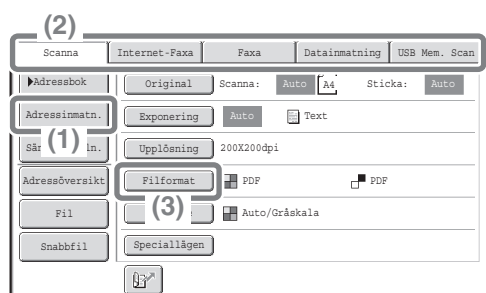 (2)
Scanna Internet-Faxa Faxa Datainmatning USB Mem. Scan
Adressbok Original Scanna: Auto A4 Sticka: Auto
Adressinmatn. Exponering Auto Text
(1)
Upplösning 200X200dpi
Adressöversikt Filformat PDF PDF
(3)
Fil Auto/Gråskala
Snabbfil Speciallågen